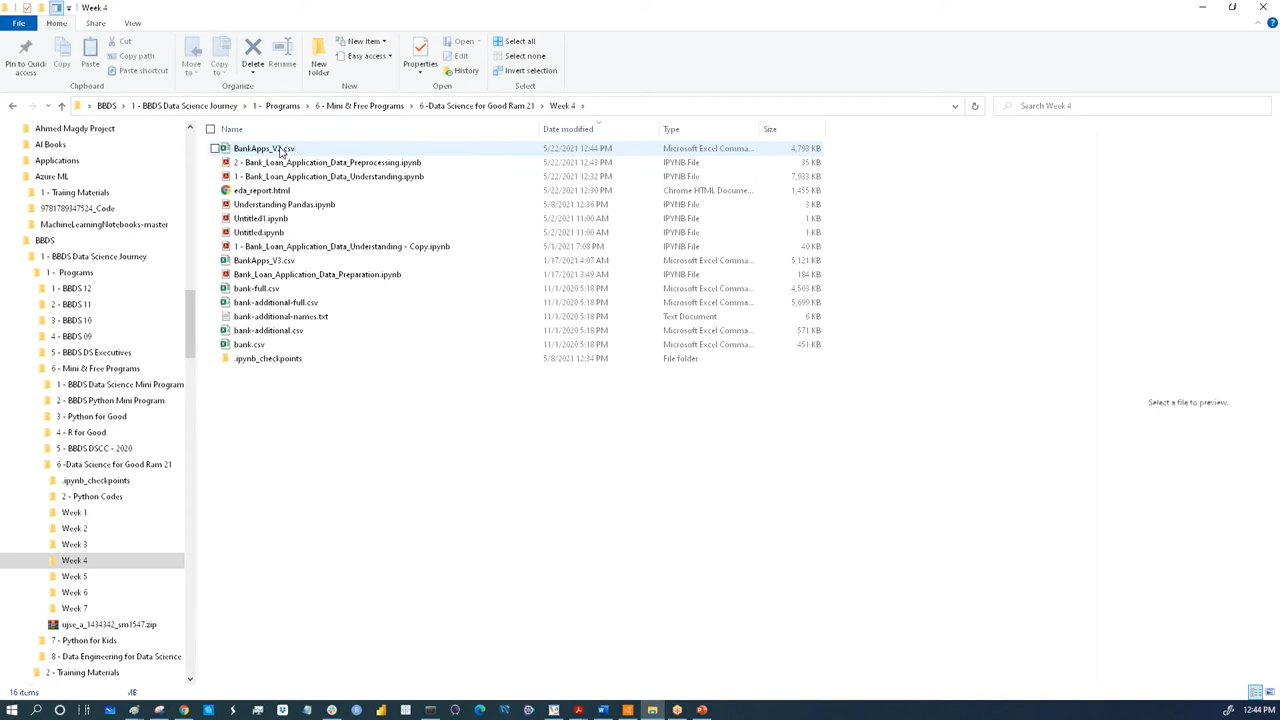 Week 4
File Home Share View
Pin to Quick access
Copy
Paste
Cut
Copy path
Paste shortcut
Clipboard
Move to
Copy to
Delete
Rename
Organize
New folder
New item
Easy access
New
Properties
Open
Edit
History
Open
Select all
Select none
Invert selection
Select
BBDS 1 - BBDS Data Science Journey 1 - Programs 6 - Mini & Free Programs 6 -Data Science for Good Ram 21 Week 4
Search Week 4
Name Date modified Type Size
Ahmed Magdy Project
AI Books
Applications
Azure ML
1 - Traiing Materials
9781789347524_Code
MachineLearningNotebooks-master
BBDS
1 - BBDS Data Science Journey
1 - Programs
1 - BBDS 12
2 - BBDS 11
3 - BBDS 10
4 - BBDS 09
5 - BBDS DS Executives
6 - Mini & Free Programs
1 - BBDS Data Science Mini Program
2 - BBDS Python Mini Program
3 - Python for Good
4 - R for Good
5 - BBDS DSCC - 2020
6 -Data Science for Good Ram 21
.ipynb_checkpoints
2 - Python Codes
Week 1
Week 2
Week 3
Week 4
Week 5
Week 6
Week 7
ujse_a_1434342_sm1547.zip
7 - Python for Kids
8 - Data Engineering for Data Science
2 - Training Materials
5/22/2021 12:44 PM Microsoft Excel Comma... 4,793 KB
2 - Bank_Loan_Application_Data_Preprocessing.ipynb 5/22/2021 12:43 PM IPYNB File 35 KB
1 - Bank_Loan_Application_Data_Understanding.ipynb 5/22/2021 12:32 PM IPYNB File 7,933 KB
eda_report.html 5/22/2021 12:30 PM Chrome HTML Docume... 1,455 KB
Understanding Pandas.ipynb 5/8/2021 12:36 PM IPYNB File 3 KB
Untitled1.ipynb 5/2/2021 11:00 AM IPYNB File 1 KB
Untitled.ipynb 5/2/2021 11:00 AM IPYNB File 1 KB
1 - Bank_Loan_Application_Data_Understanding - Copy.ipynb 5/1/2021 7:08 PM IPYNB File 40 KB
BankApps_V3.csv 1/17/2021 4:07 AM Microsoft Excel Comma... 5,121 KB
Bank_Loan_Application_Data_Preparation.ipynb 1/17/2021 3:49 AM IPYNB File 184 KB
bank-full.csv 11/1/2020 5:18 PM Microsoft Excel Comma... 4,503 KB
bank-additional-full.csv 11/1/2020 5:18 PM Microsoft Excel Comma... 5,699 KB
bank-additional-names.txt 11/1/2020 5:18 PM Text Document 6 KB
bank-additional.csv 11/1/2020 5:18 PM Microsoft Excel Comma... 571 KB
bank.csv 11/1/2020 5:18 PM Microsoft Excel Comma... 451 KB
.ipynb_checkpoints 5/8/2021 12:34 PM File folder
Select a file to preview.
16 items MB
12:44 PM